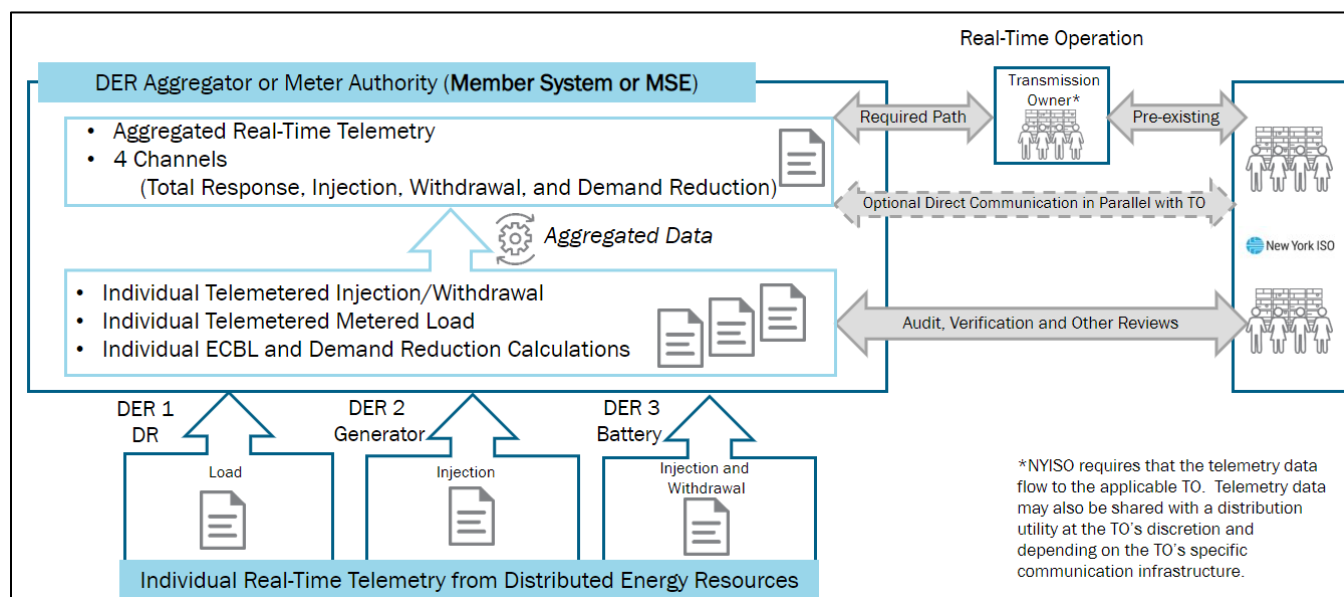 Real-Time Operation
DER Aggregator or Meter Authority (Member System or MSE)
• Aggregated Real-Time Telemetry
• 4 Channels
(Total Response, Injection, Withdrawal, and Demand Reduction)
Required Path
Transmission
Owner*
Pre-existing
Optional Direct Communication in Parallel with TO
Aggregated Data
New York ISO
• Individual Telemetered Injection/Withdrawal
• Individual Telemetered Metered Load
• Individual ECBL and Demand Reduction Calculations
Audit, Verification and Other Reviews
DER 1
DR
DER 2
Generator
DER 3
Battery
Load
Injection
Injection and
Withdrawal
Individual Real-Time Telemetry from Distributed Energy Resources
*NYISO requires that the telemetry data
flow to the applicable TO. Telemetry data
may also be shared with a distribution
utility at the TO's discretion and
depending on the TO's specific
communication infrastructure.